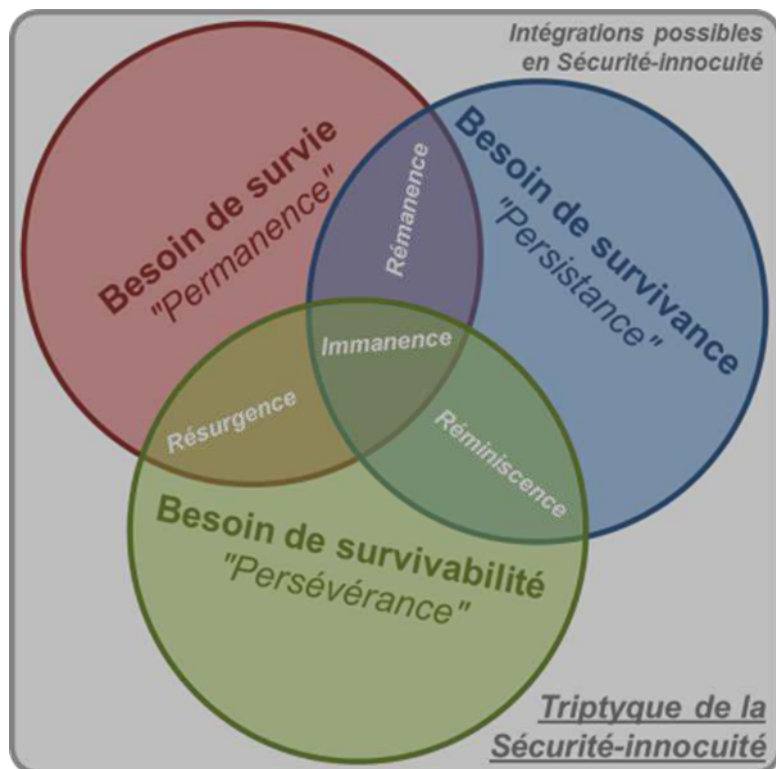 Intégrations possibles
en Sécurité-innocuité
Besoin de survie
"Permanence"
Besoin de survivance
"Persistance"
Rémanence
Immanence
Résurgence
Réminiscence
Besoin de survivabilité
"Persévérance"
Triptyque de la
Sécurité-innocuité